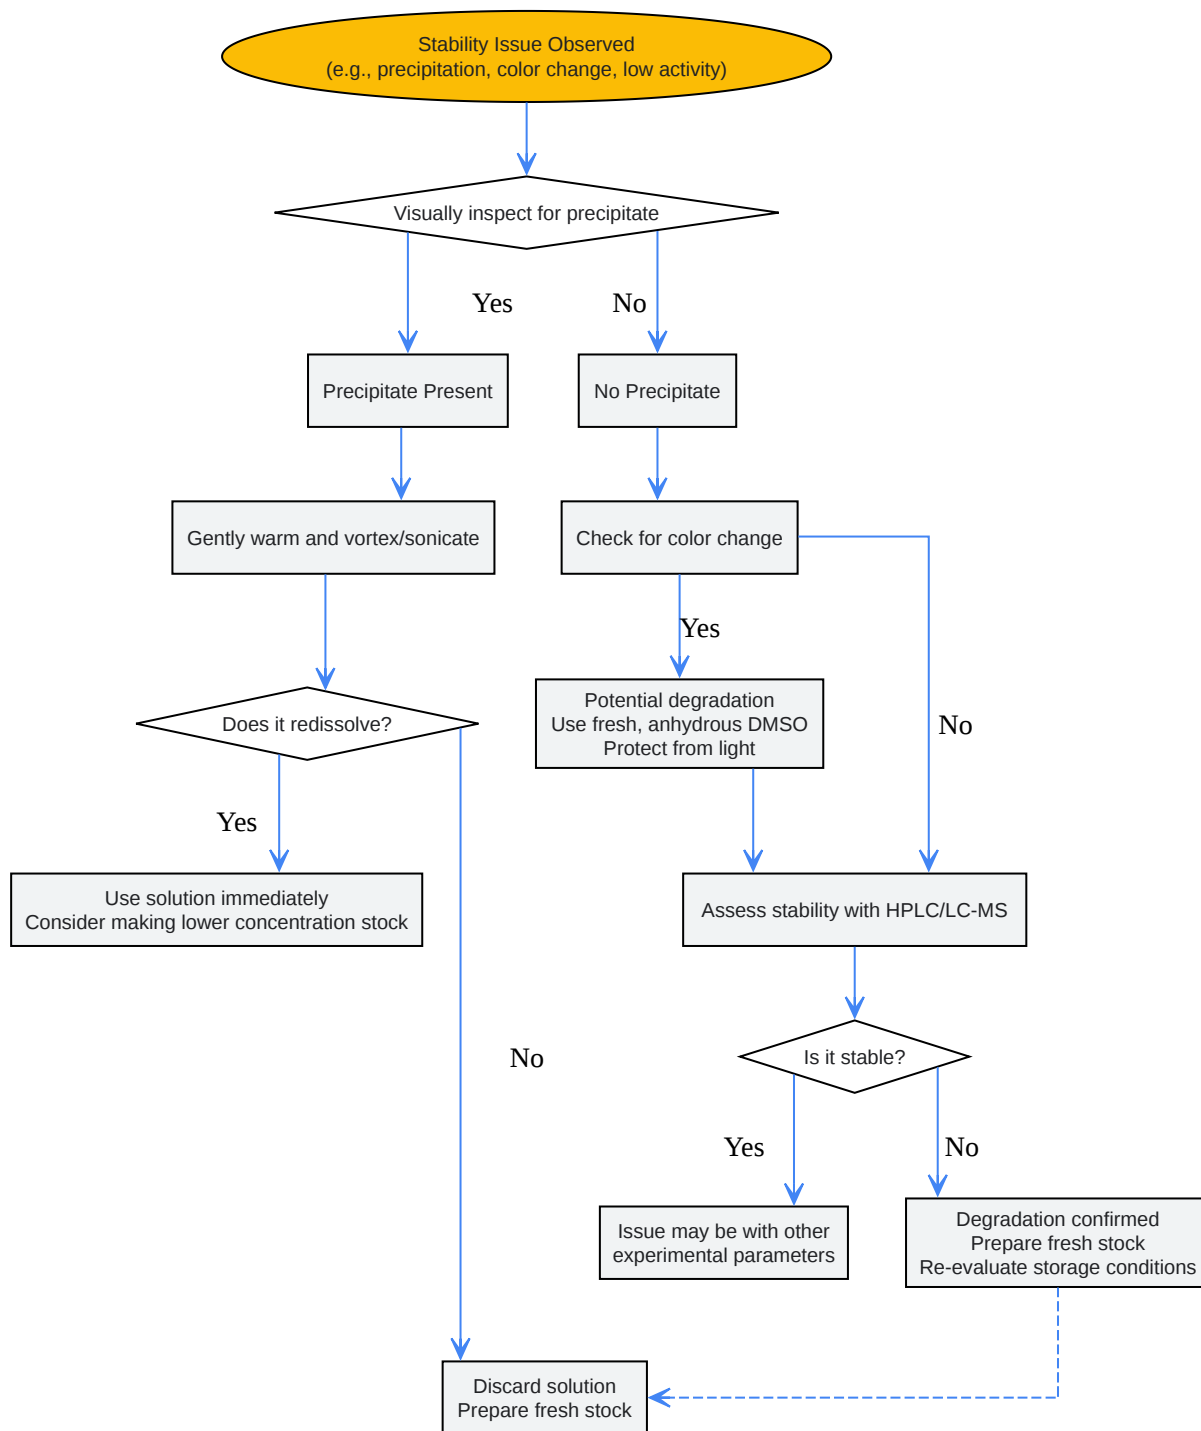 Stability Issue Observed
(e.g., precipitation, color change, low activity)
Visually inspect for precipitate
Yes
No
Precipitate Present
No Precipitate
Gently warm and vortex/sonicate
Check for color change
Yes
Potential degradation
Use fresh, anhydrous DMSO
Protect from light
Does it redissolve?
No
Yes
Use solution immediately
Consider making lower concentration stock
Assess stability with HPLC/LC-MS
No
Is it stable?
Yes
No
Issue may be with other
experimental parameters
Degradation confirmed
Prepare fresh stock
Re-evaluate storage conditions
Discard solution
Prepare fresh stock